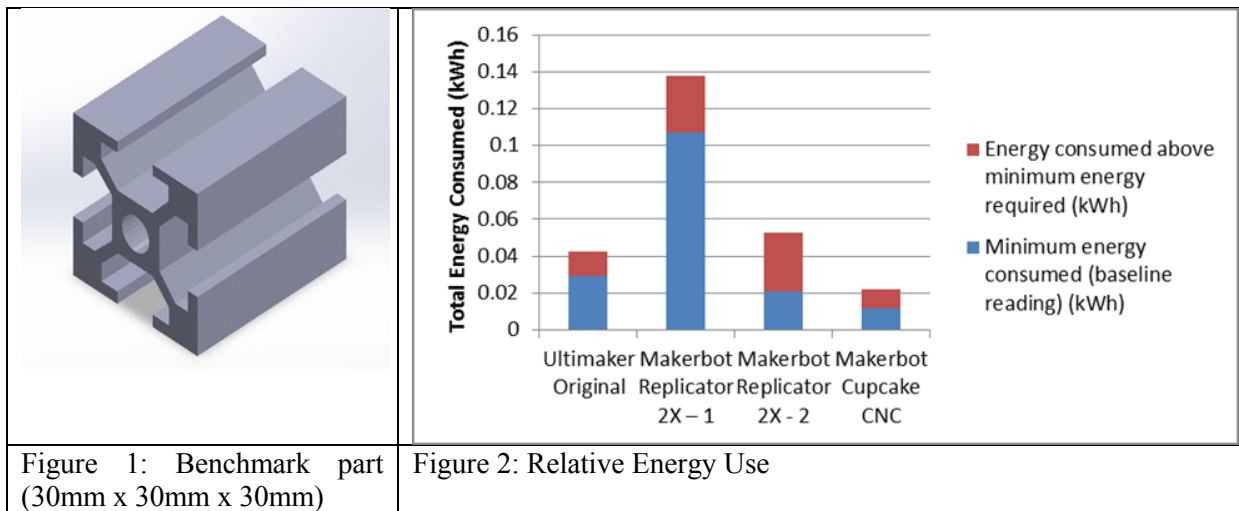 0.16
0.14
0.12
0.1
0.08
0.06
0.04
0.02
0
Total Energy Consumed (kWh)
Ultimaker Makerbot Makerbot Makerbot
Original Replicator Replicator Cupcake
2X – 1 2X - 2 CNC
Energy consumed above
minimum energy
required (kWh)
Minimum energy
consumed (baseline
reading) (kWh)
Figure 1: Benchmark part
(30mm x 30mm x 30mm)
Figure 2: Relative Energy Use